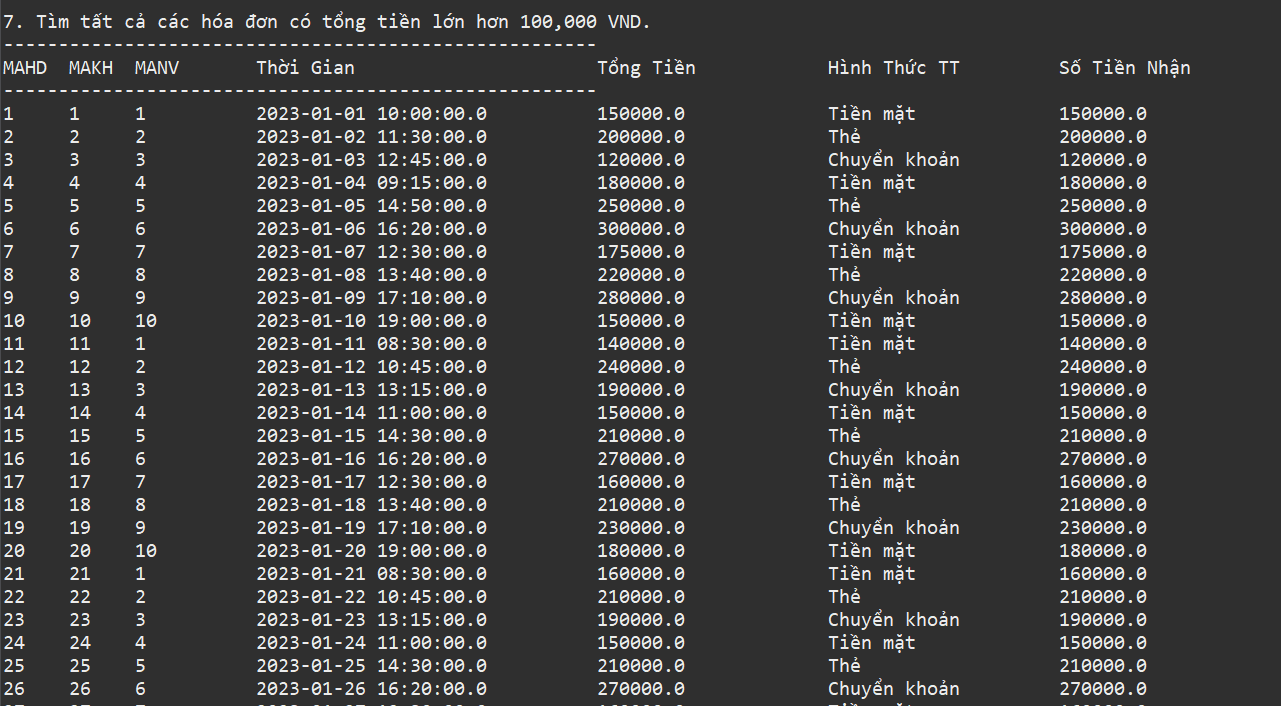 7. Tìm tất cả các hóa đơn có tổng tiền lớn hơn 100,000 VND.
------------------------------------------------------
MAHD MAKH MANV Thời Gian Tổng Tiền Hình Thức TT Số Tiền Nhận
------------------------------------------------------
1 1 1 2023-01-01 10:00:00.0 150000.0 Tiền mặt 150000.0
2 2 2 2023-01-02 11:30:00.0 200000.0 Thẻ 200000.0
3 3 3 2023-01-03 12:45:00.0 120000.0 Chuyển khoản 120000.0
4 4 4 2023-01-04 09:15:00.0 180000.0 Tiền mặt 180000.0
5 5 5 2023-01-05 14:50:00.0 250000.0 Thẻ 250000.0
6 6 6 2023-01-06 16:20:00.0 300000.0 Chuyển khoản 300000.0
7 7 7 2023-01-07 12:30:00.0 175000.0 Tiền mặt 175000.0
8 8 8 2023-01-08 13:40:00.0 220000.0 Thẻ 220000.0
9 9 9 2023-01-09 17:10:00.0 280000.0 Chuyển khoản 280000.0
10 10 10 2023-01-10 19:00:00.0 150000.0 Tiền mặt 150000.0
11 11 1 2023-01-11 08:30:00.0 140000.0 Tiền mặt 140000.0
12 12 2 2023-01-12 10:45:00.0 240000.0 Thẻ 240000.0
13 13 3 2023-01-13 13:15:00.0 190000.0 Chuyển khoản 190000.0
14 14 4 2023-01-14 11:00:00.0 150000.0 Tiền mặt 150000.0
15 15 5 2023-01-15 14:30:00.0 210000.0 Thẻ 210000.0
16 16 6 2023-01-16 16:20:00.0 270000.0 Chuyển khoản 270000.0
17 17 7 2023-01-17 12:30:00.0 160000.0 Tiền mặt 160000.0
18 18 8 2023-01-18 13:40:00.0 210000.0 Thẻ 210000.0
19 19 9 2023-01-19 17:10:00.0 230000.0 Chuyển khoản 230000.0
20 20 10 2023-01-20 19:00:00.0 180000.0 Tiền mặt 180000.0
21 21 1 2023-01-21 08:30:00.0 160000.0 Tiền mặt 160000.0
22 22 2 2023-01-22 10:45:00.0 210000.0 Thẻ 210000.0
23 23 3 2023-01-23 13:15:00.0 190000.0 Chuyển khoản 190000.0
24 24 4 2023-01-24 11:00:00.0 150000.0 Tiền mặt 150000.0
25 25 5 2023-01-25 14:30:00.0 210000.0 Thẻ 210000.0
26 26 6 2023-01-26 16:20:00.0 270000.0 Chuyển khoản 270000.0